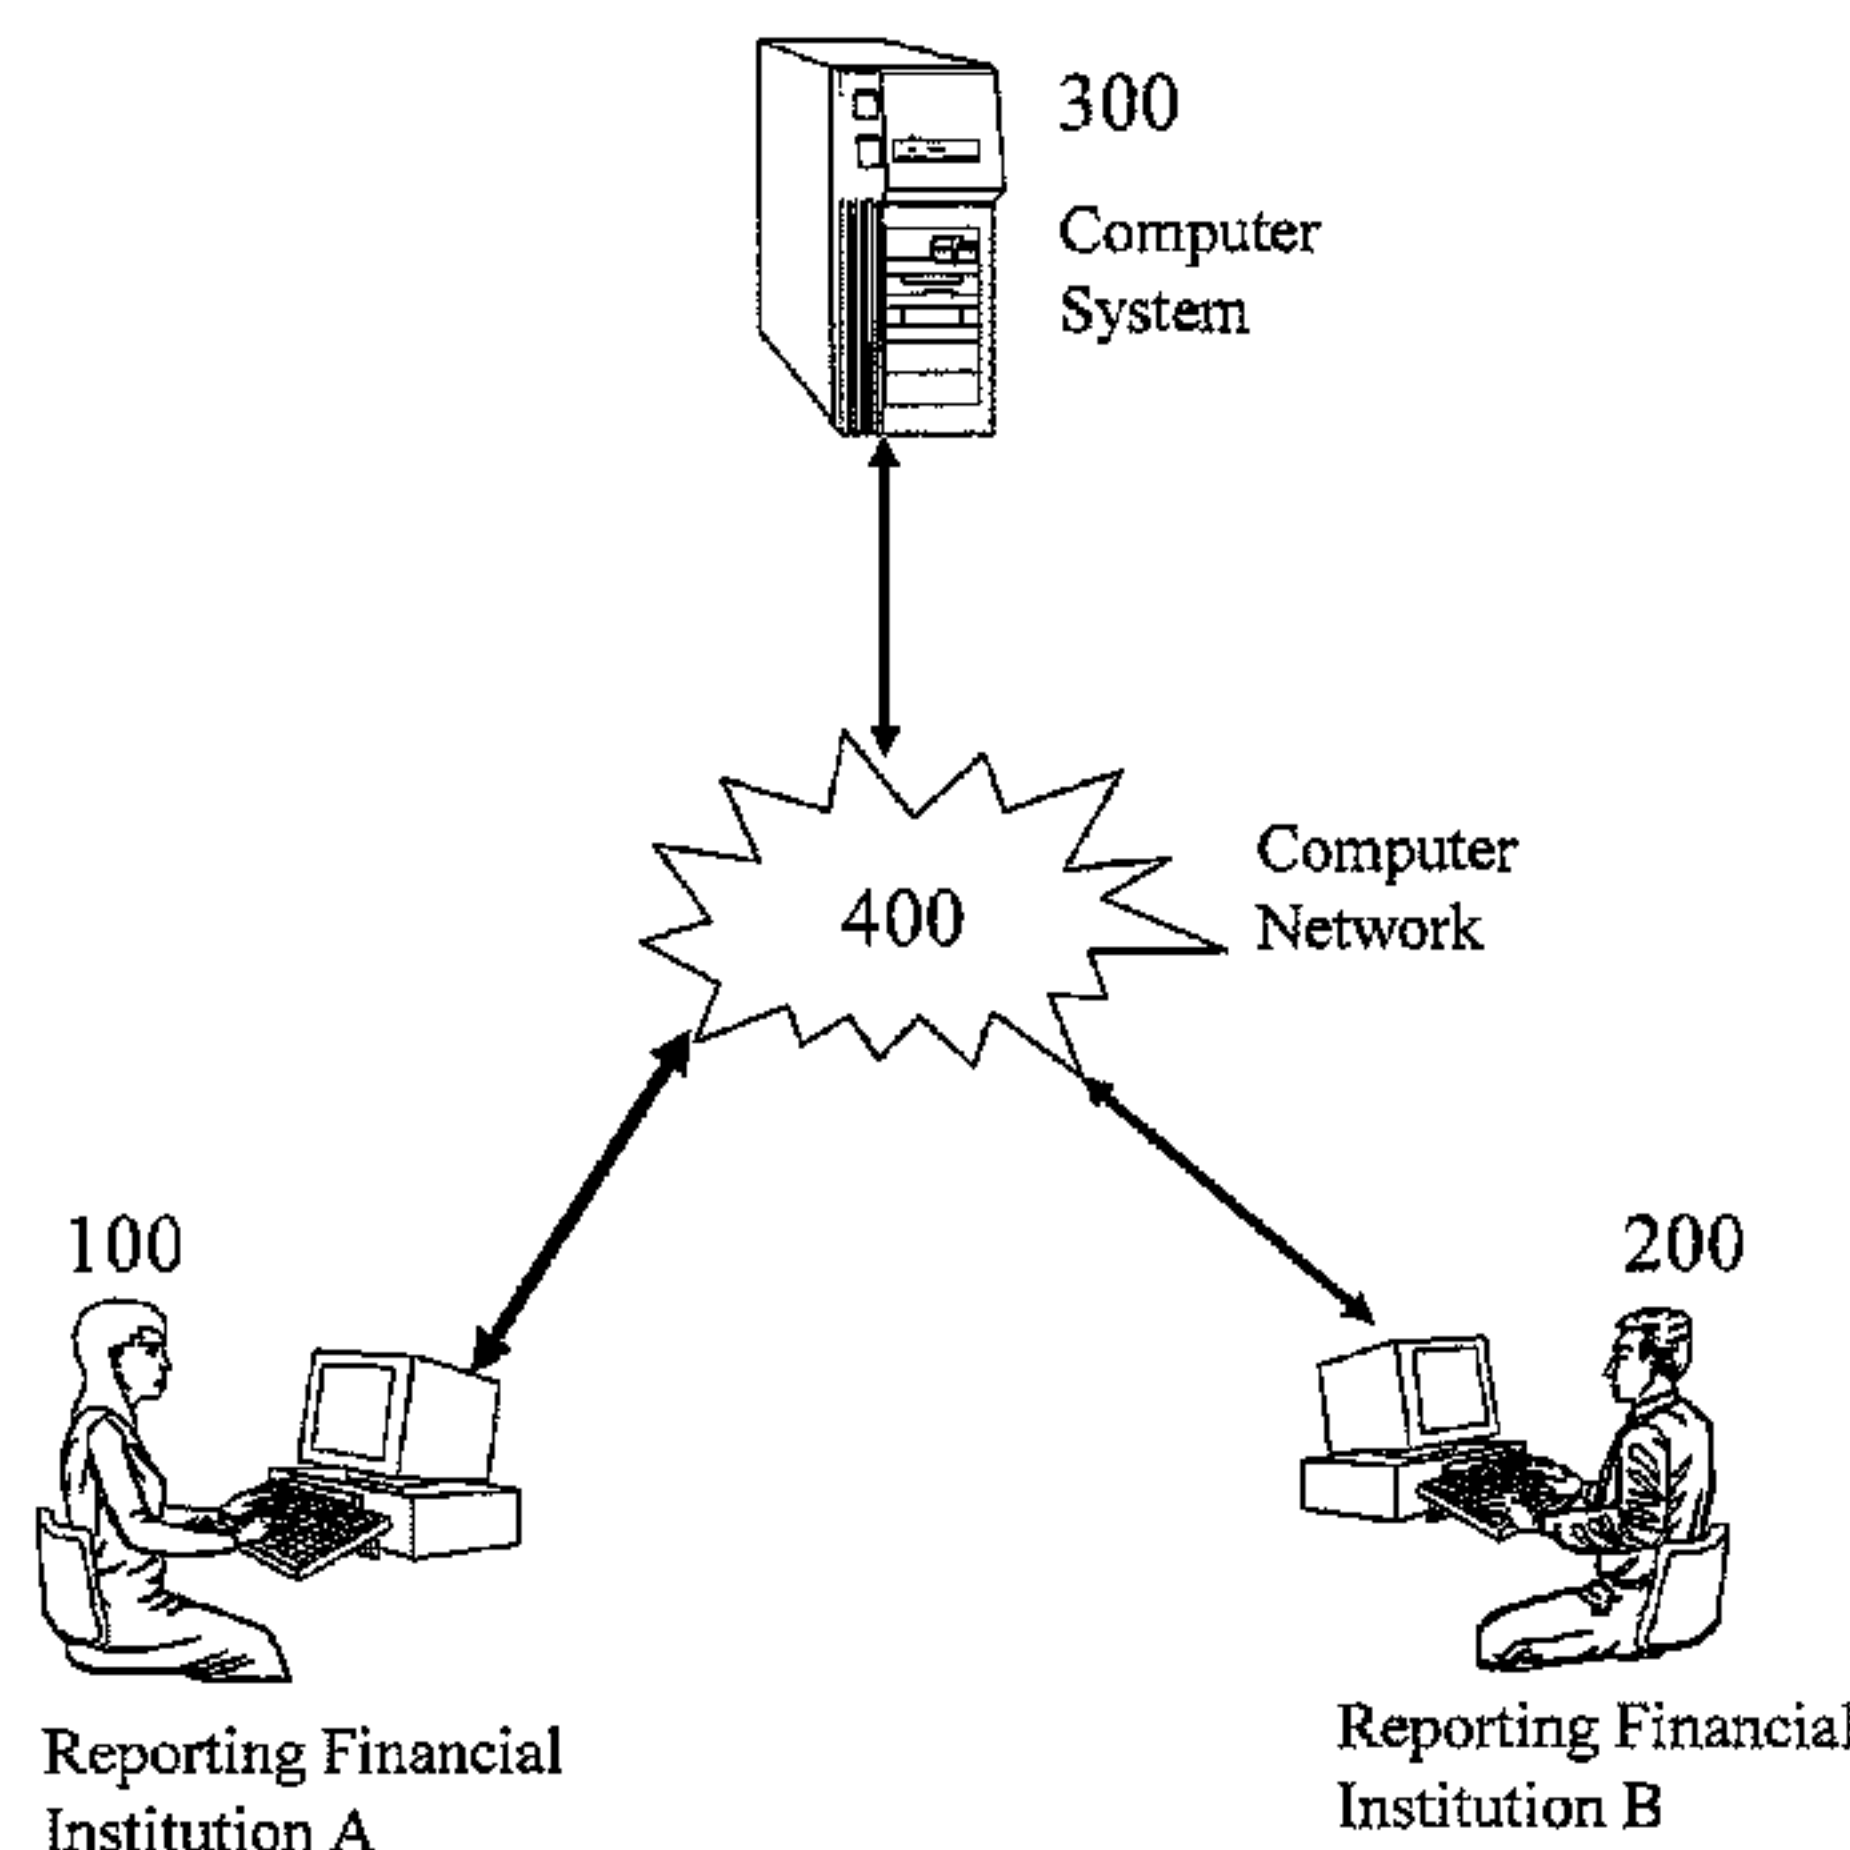 300
Computer
System
400
Computer
Network
100
200
Reporting Financial
Institution A
Reporting Financial
Institution B